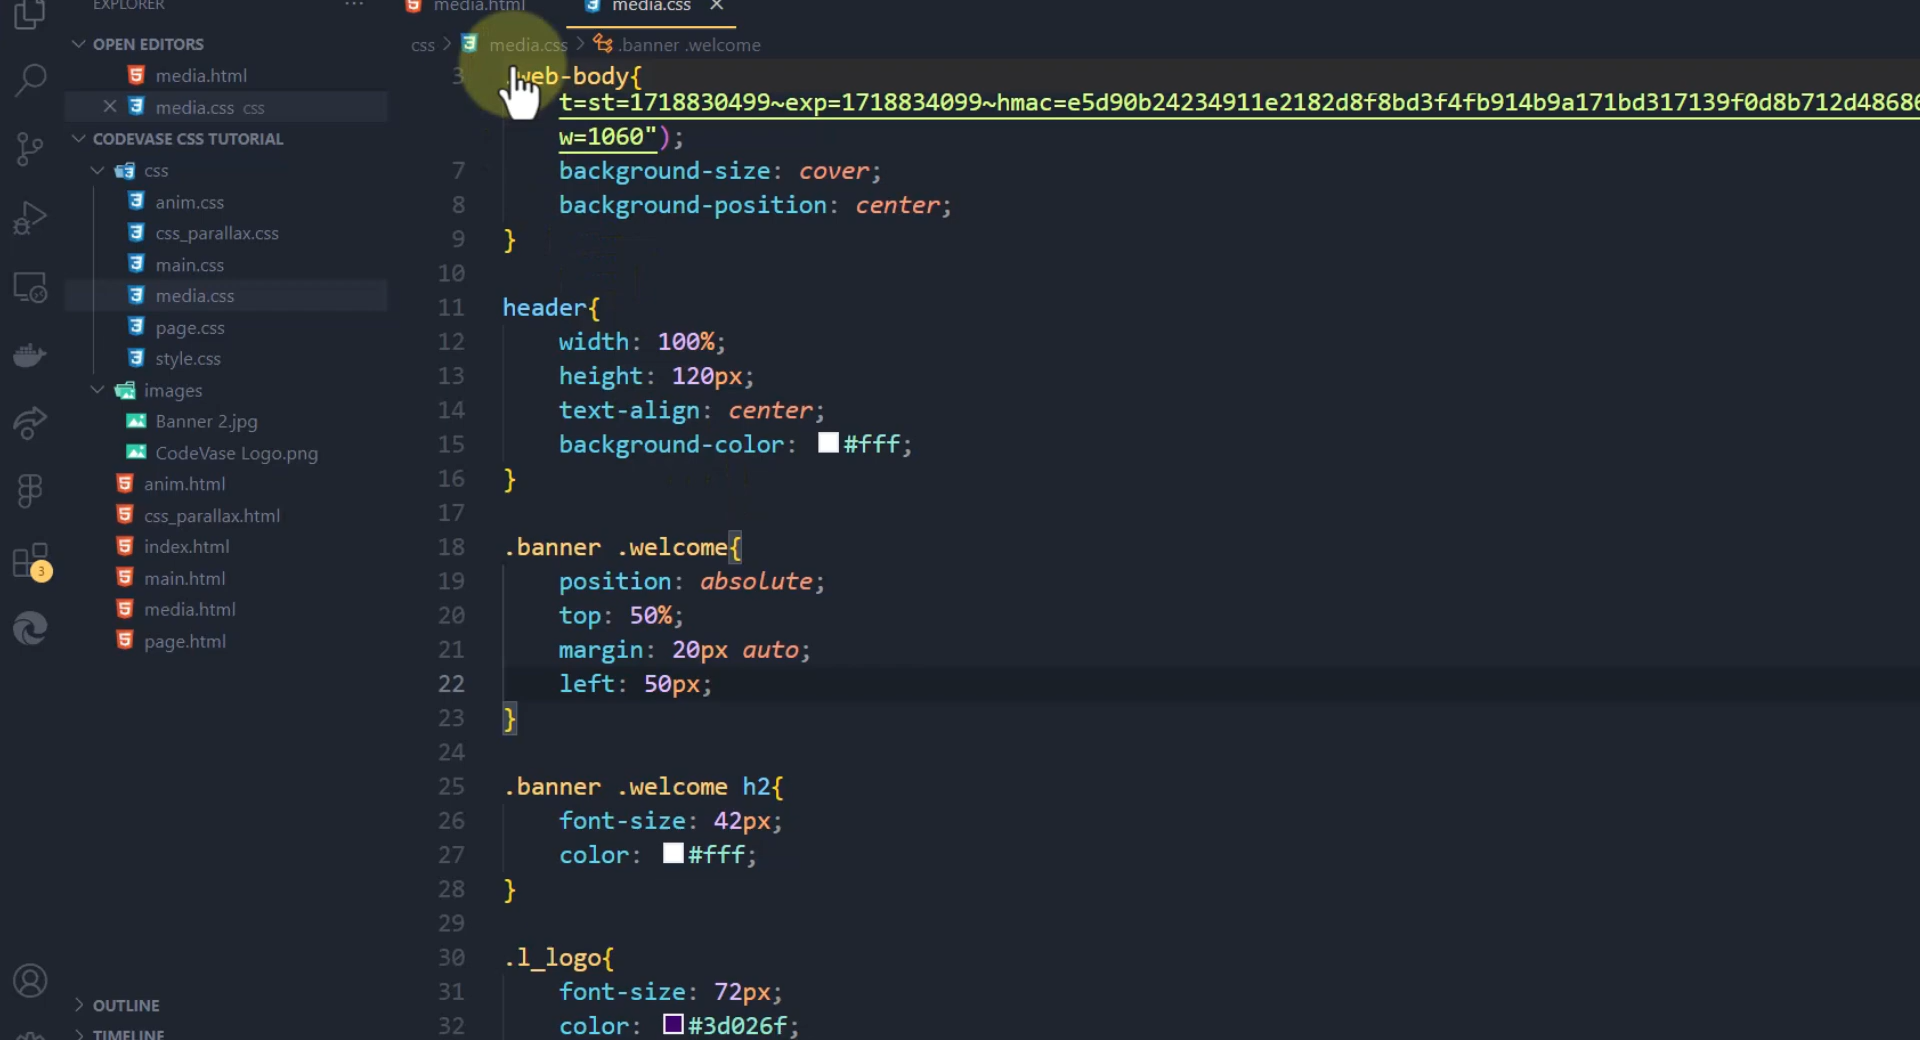 EXPLORER
OPEN EDITORS
media.html
media.css css
CODEVASE CSS TUTORIAL
css
anim.css
css_parallax.css
main.css
media.css
page.css
style.css
images
Banner 2.jpg
CodeVase Logo.png
anim.html
css_parallax.html
index.html
main.html
media.html
page.html
OUTLINE
TIMELINE
3
media.html
media.css
css > media.css > .banner .welcome
3 .web-body{
t=st=1718830499~exp=1718834099~hmac=e5d90b24234911e2182d8f8bd3f4fb914b9a171bd317139f0d8b712d48686
w=1060");
7 background-size: cover;
8 background-position: center;
9 }
10
11 header{
12 width: 100%;
13 height: 120px;
14 text-align: center;
15 background-color: #fff;
16 }
17
18 .banner .welcome{
19 position: absolute;
20 top: 50%;
21 margin: 20px auto;
22 left: 50px;
23 }
24
25 .banner .welcome h2{
26 font-size: 42px;
27 color: #fff;
28 }
29
30 .l_logo{
31 font-size: 72px;
32 color: #3d026f;